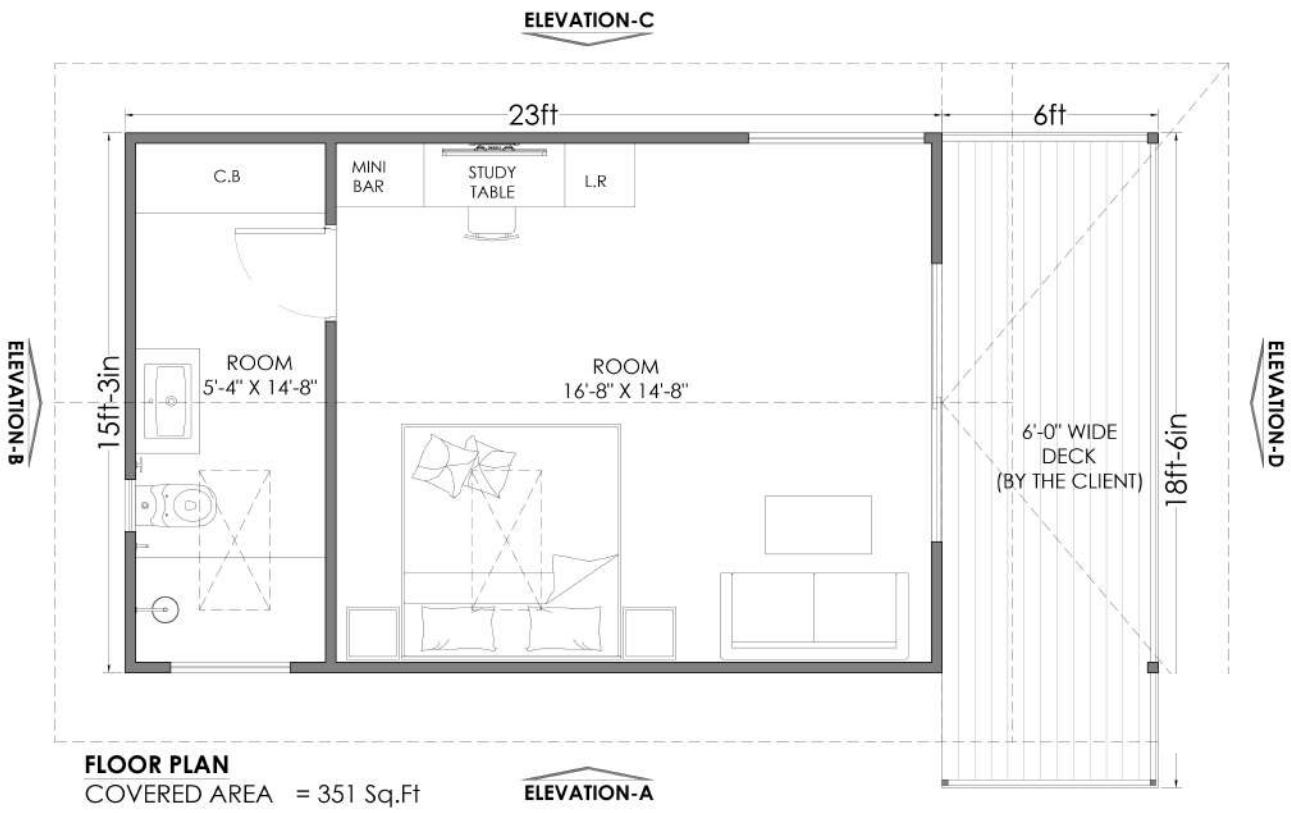 ELEVATION-C
23ft
6ft
C.B
MINI
BAR
STUDY
TABLE
L.R
ELEVATION-B
15ft-3in
ROOM
5'-4" X 14'-8"
ROOM
16'-8" X 14'-8"
6'-0" WIDE
DECK
(BY THE CLIENT)
18ft-6in
ELEVATION-D
FLOOR PLAN
COVERED AREA = 351 Sq.Ft
ELEVATION-A